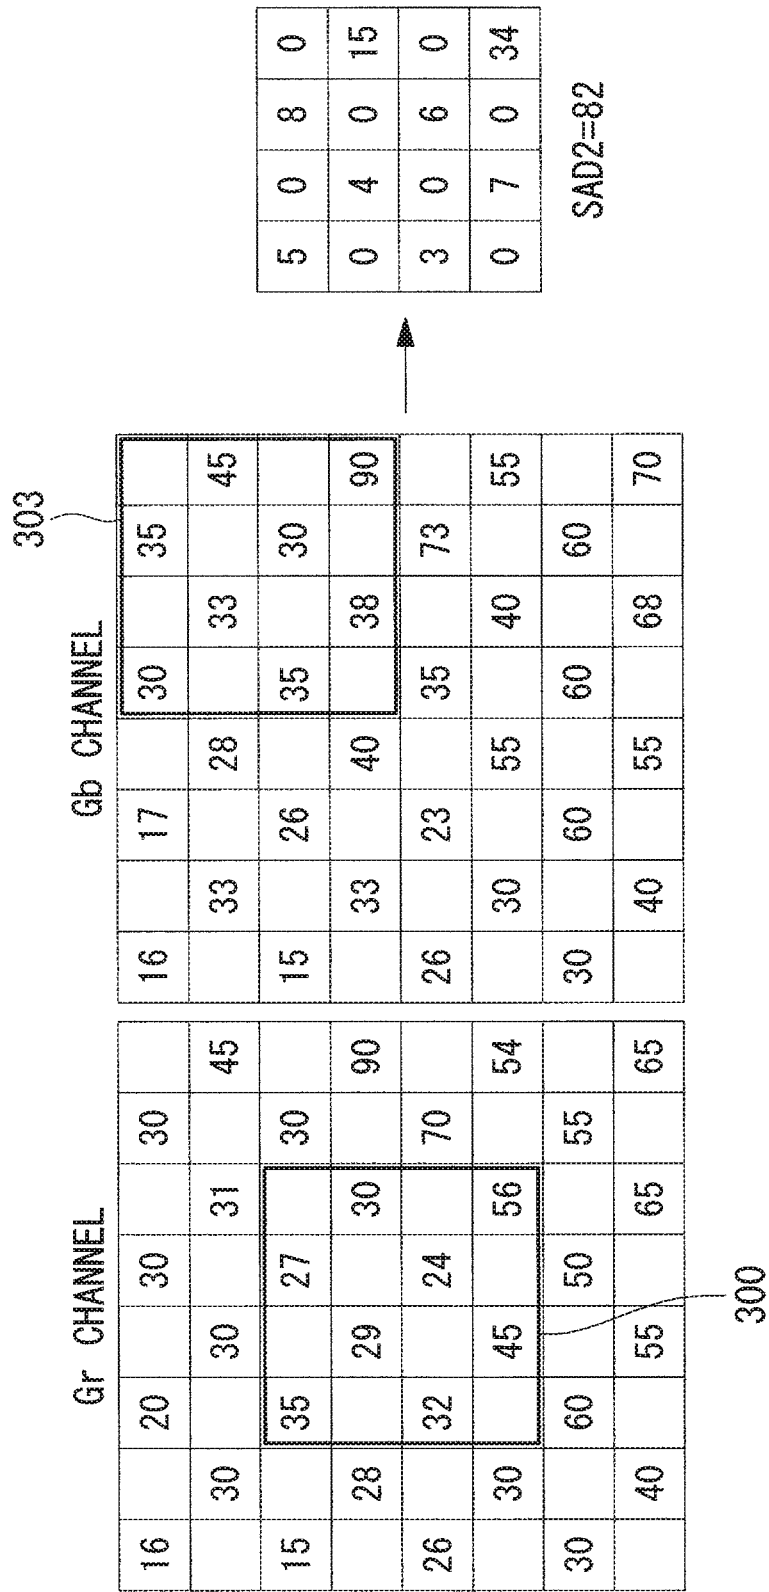 Gr CHANNEL
16 20 30 30
30 30 31 45
15 35 27 30
28 29 30 90
26 32 24 70
30 45 56 54
30 60 50 55
40 55 65 65
300
Gb CHANNEL
303
16 17 30 35
33 28 33 45
15 26 35 30
33 40 38 90
26 23 35 73
30 55 40 55
30 60 60 60
40 55 68 70
5 0 8 0
0 4 0 15
3 0 6 0
0 7 0 34
SAD2=82